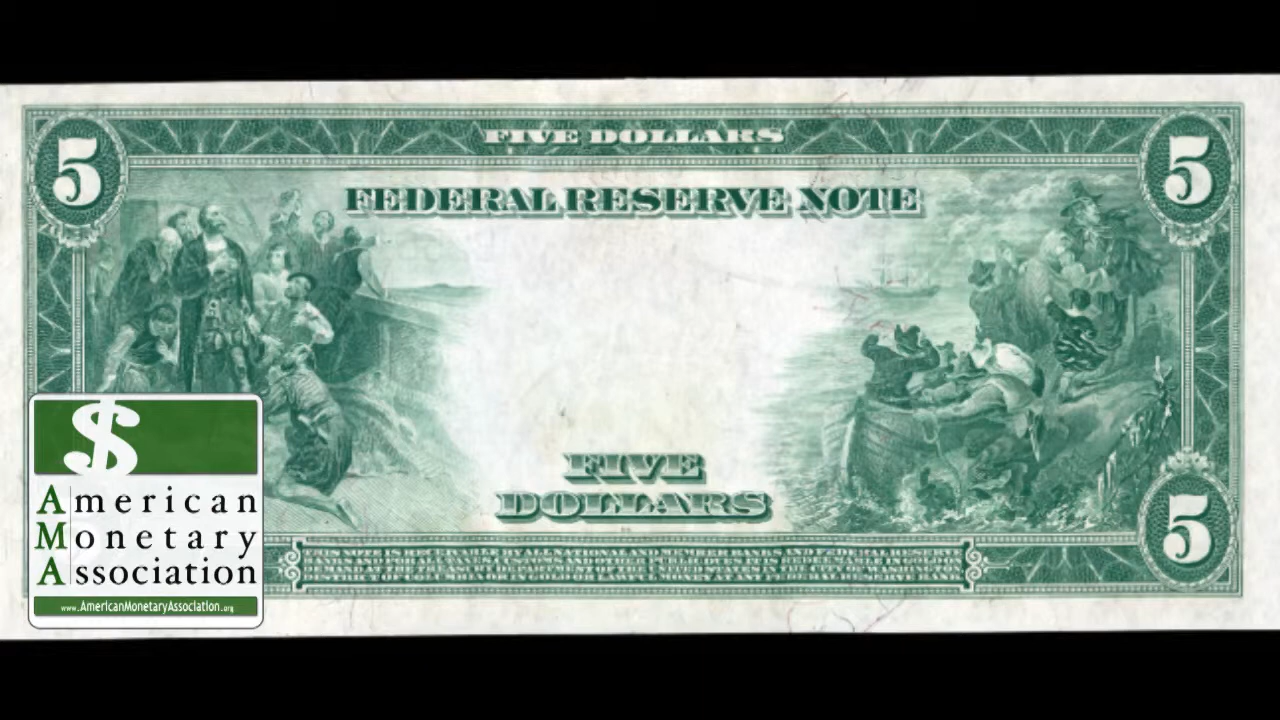 FIVE DOLLARS
5
5
FEDERAL RESERVE NOTE
FIVE
DOLLARS
5
$
American
Monetary
Association
www.AmericanMonetaryAssociation.org